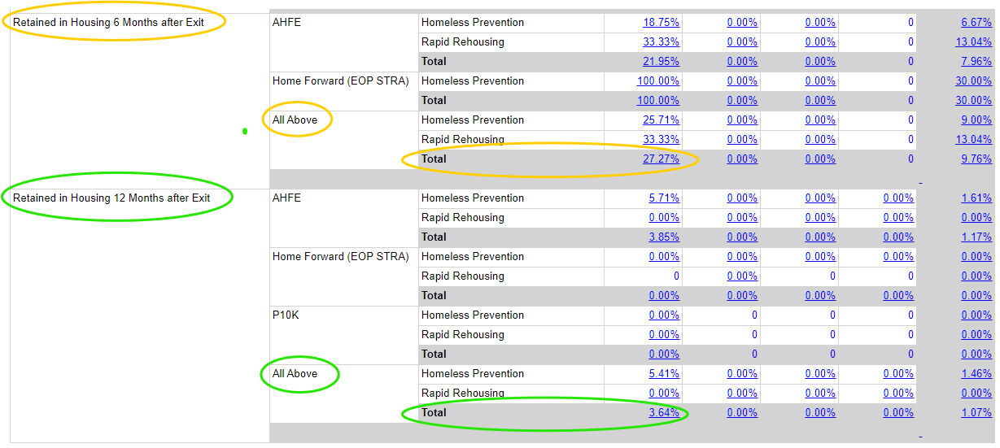 Retained in Housing 6 Months after Exit AHFE Homeless Prevention 18.75% 0.00% 0.00% 0 6.67%
Rapid Rehousing 33.33% 0.00% 0.00% 0 13.04%
Total 21.95% 0.00% 0.00% 0 7.96%
Home Forward (EOP STRA) Homeless Prevention 100.00% 0.00% 0.00% 0 30.00%
Total 100.00% 0.00% 0.00% 0 30.00%
All Above Homeless Prevention 25.71% 0.00% 0.00% 0 9.00%
Rapid Rehousing 33.33% 0.00% 0.00% 0 13.04%
Total 27.27% 0.00% 0.00% 0 9.76%
-
Retained in Housing 12 Months after Exit AHFE Homeless Prevention 5.71% 0.00% 0.00% 0.00% 1.61%
Rapid Rehousing 0.00% 0.00% 0.00% 0.00% 0.00%
Total 3.85% 0.00% 0.00% 0.00% 1.17%
Home Forward (EOP STRA) Homeless Prevention 0.00% 0.00% 0.00% 0.00% 0.00%
Rapid Rehousing 0 0.00% 0 0 0.00%
Total 0.00% 0.00% 0.00% 0.00% 0.00%
P10K Homeless Prevention 0.00% 0 0 0 0.00%
Rapid Rehousing 0.00% 0 0 0 0.00%
Total 0.00% 0 0 0 0.00%
All Above Homeless Prevention 5.41% 0.00% 0.00% 0.00% 1.46%
Rapid Rehousing 0.00% 0.00% 0.00% 0.00% 0.00%
Total 3.64% 0.00% 0.00% 0.00% 1.07%
-